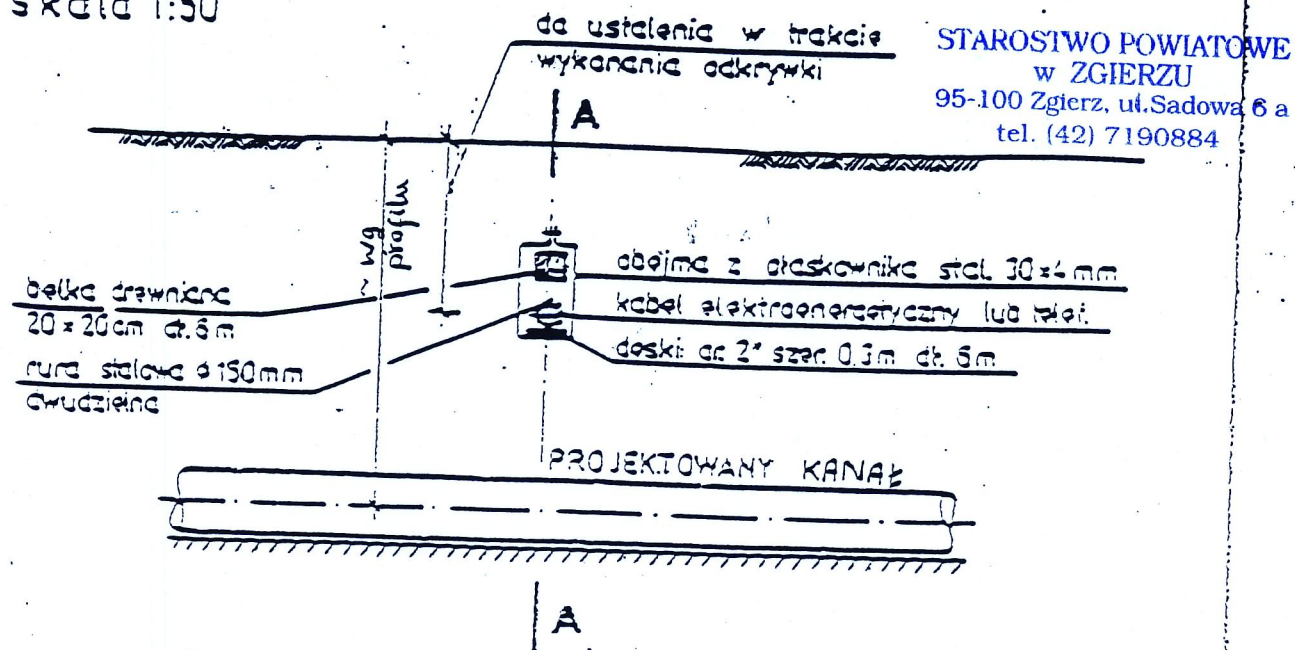 skala 1:50
do ustalenia w trakcie
wykonania odkrywki
STAROSTWO POWIATOWE
w ZGIERZU
95-100 Zgierz, ul.Sadowa 6 a
tel. (42) 7190884
A
~ wg
profilu
obejma z płaskownika stal. 30x4 mm
belka drewniana
20 x 20cm dł. 6m
kabel elektroenergetyczny lub telef.
deski gr. 2" szer. 0.3m dł. 6m
rura stalowa ø 150mm
dwudzielna
PROJEKTOWANY KANAŁ
A